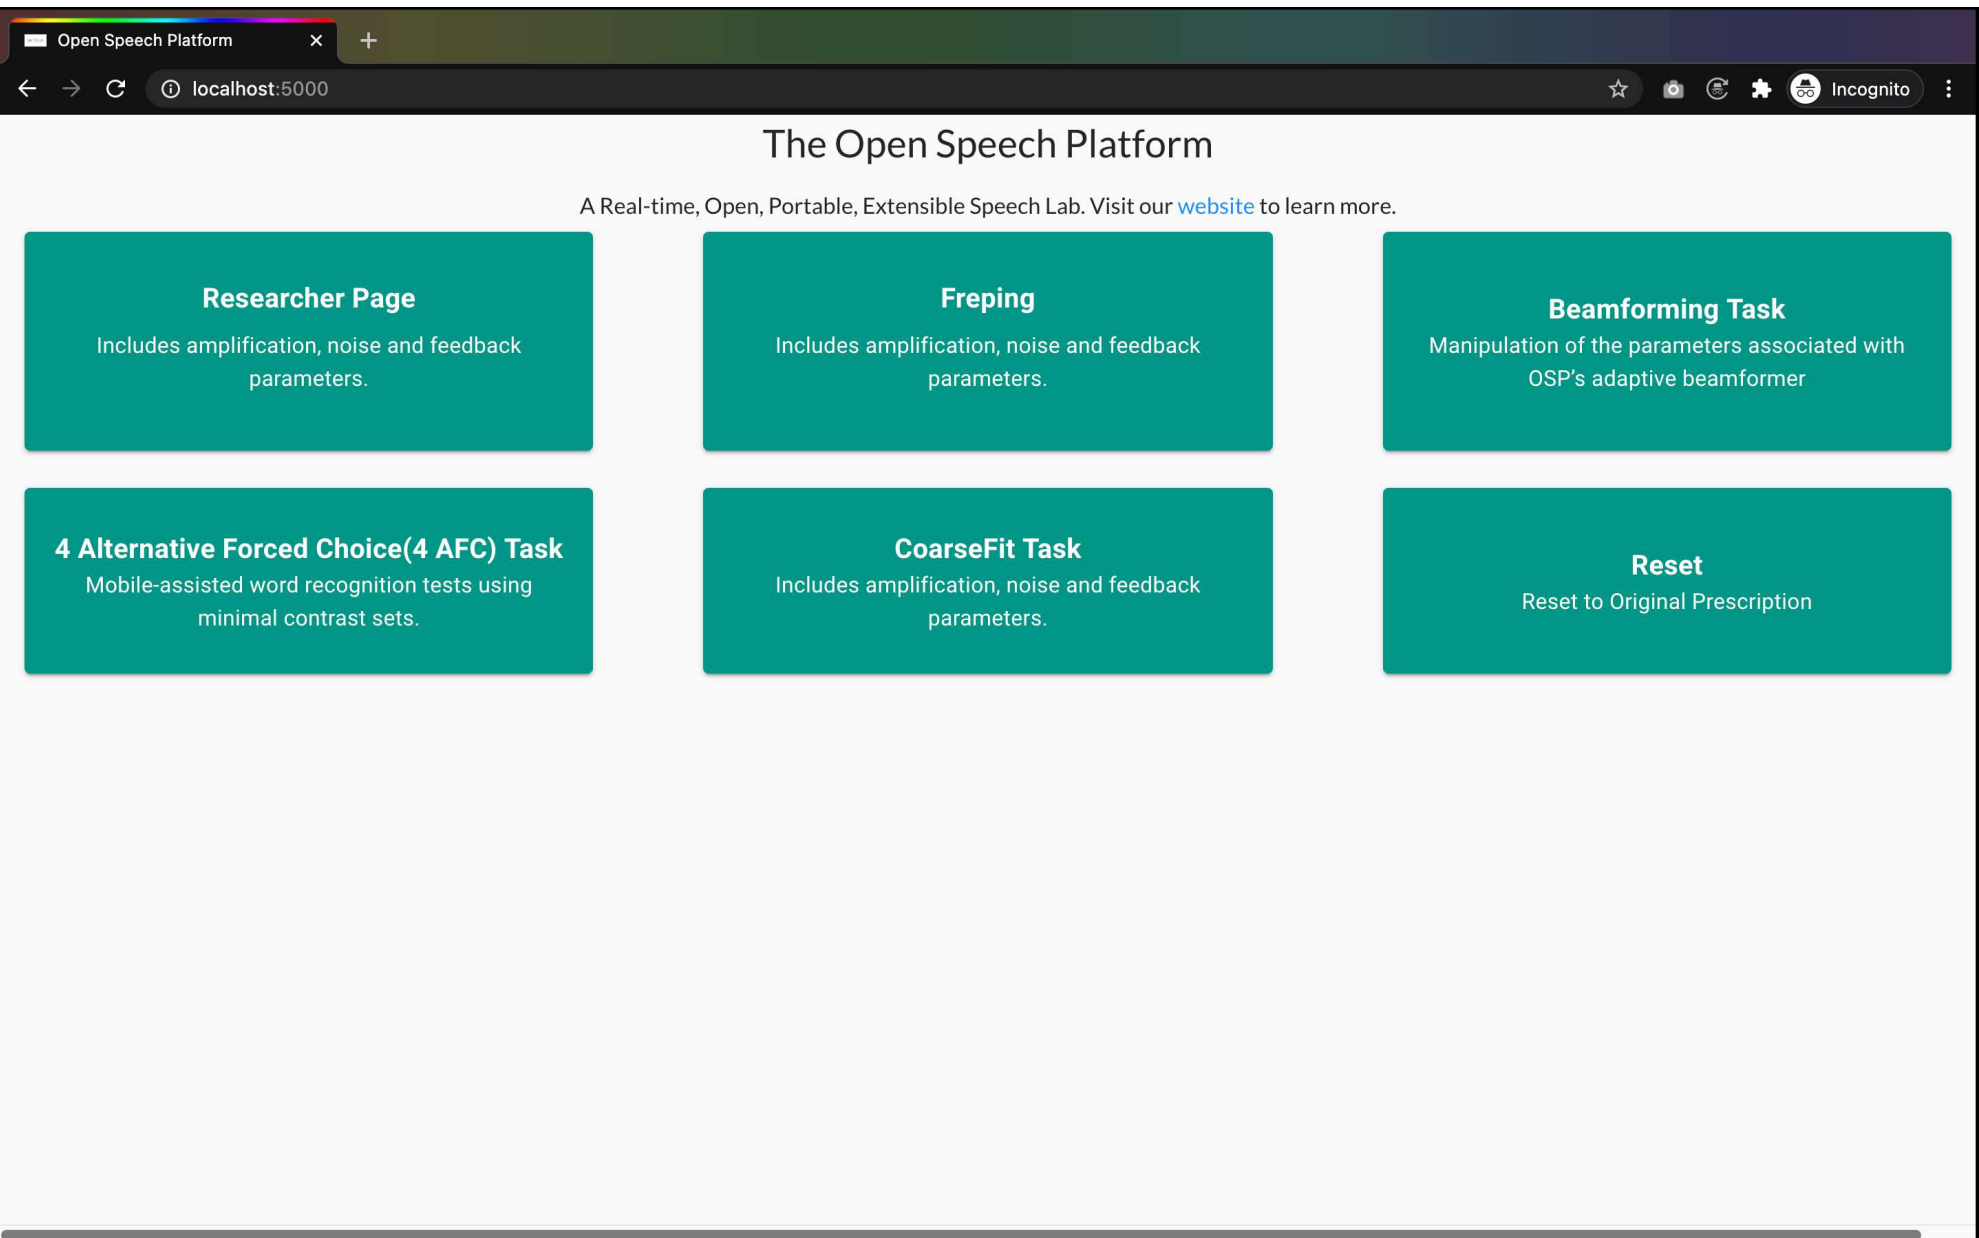 Open Speech Platform
localhost:5000
Incognito
The Open Speech Platform
A Real-time, Open, Portable, Extensible Speech Lab. Visit our website to learn more.
Researcher Page
Includes amplification, noise and feedback
parameters.
Freping
Includes amplification, noise and feedback
parameters.
Beamforming Task
Manipulation of the parameters associated with
OSP’s adaptive beamformer
4 Alternative Forced Choice(4 AFC) Task
Mobile-assisted word recognition tests using
minimal contrast sets.
CoarseFit Task
Includes amplification, noise and feedback
parameters.
Reset
Reset to Original Prescription